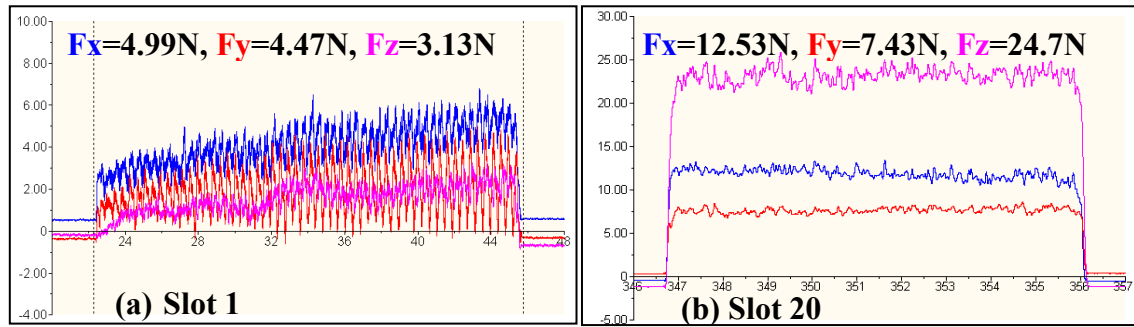 10.00
Fx=4.99N, Fy=4.47N, Fz=3.13N
8.00
6.00
4.00
2.00
0
24 28 32 36 40 44 48
-2.00
(a) Slot 1
-4.00
30.00
Fx=12.53N, Fy=7.43N, Fz=24.7N
25.00
20.00
15.00
10.00
5.00
0
346 347 348 349 350 351 352 353 354 355 356 357
(b) Slot 20
-5.00